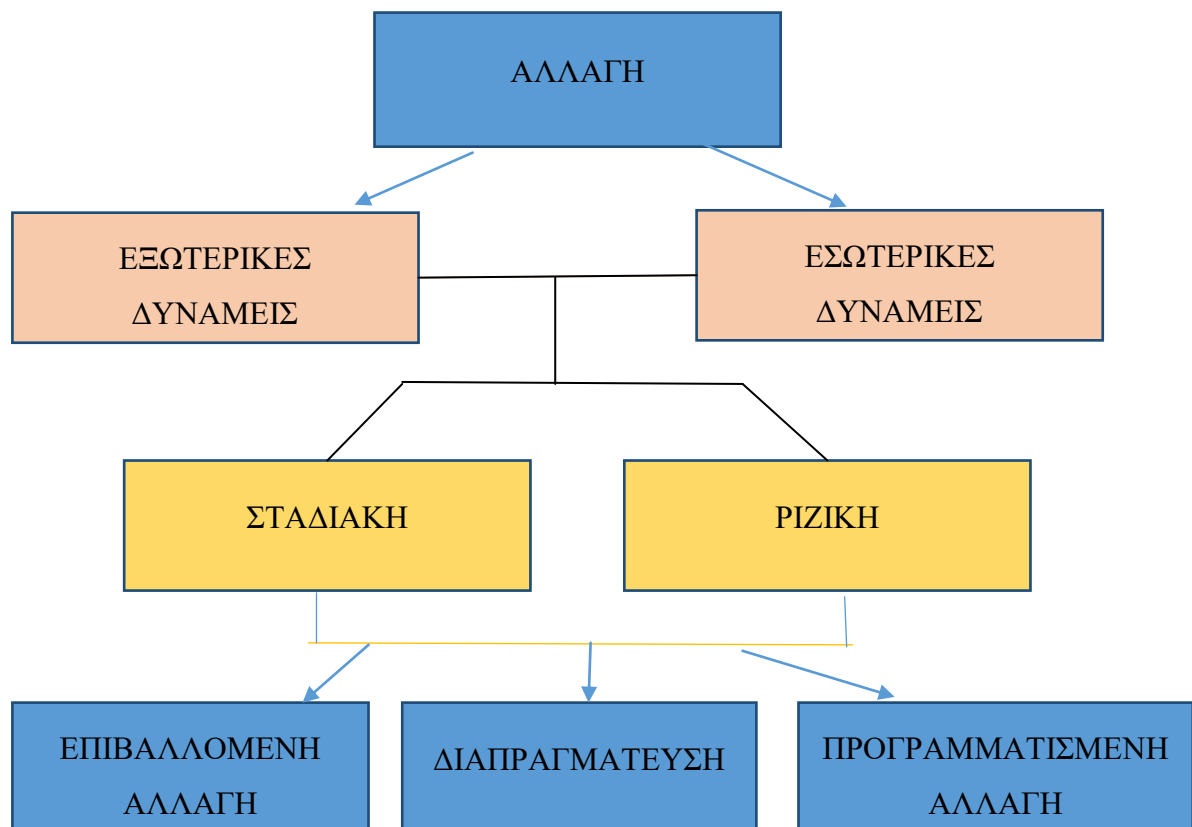 ΑΛΛΑΓΗ
ΕΞΩΤΕΡΙΚΕΣ
ΔΥΝΑΜΕΙΣ
ΕΣΩΤΕΡΙΚΕΣ
ΔΥΝΑΜΕΙΣ
ΣΤΑΔΙΑΚΗ
ΡΙΖΙΚΗ
ΕΠΙΒΑΛΛΟΜΕΝΗ
ΑΛΛΑΓΗ
ΔΙΑΠΡΑΓΜΑΤΕΥΣΗ
ΠΡΟΓΡΑΜΜΑΤΙΣΜΕΝΗ
ΑΛΛΑΓΗ